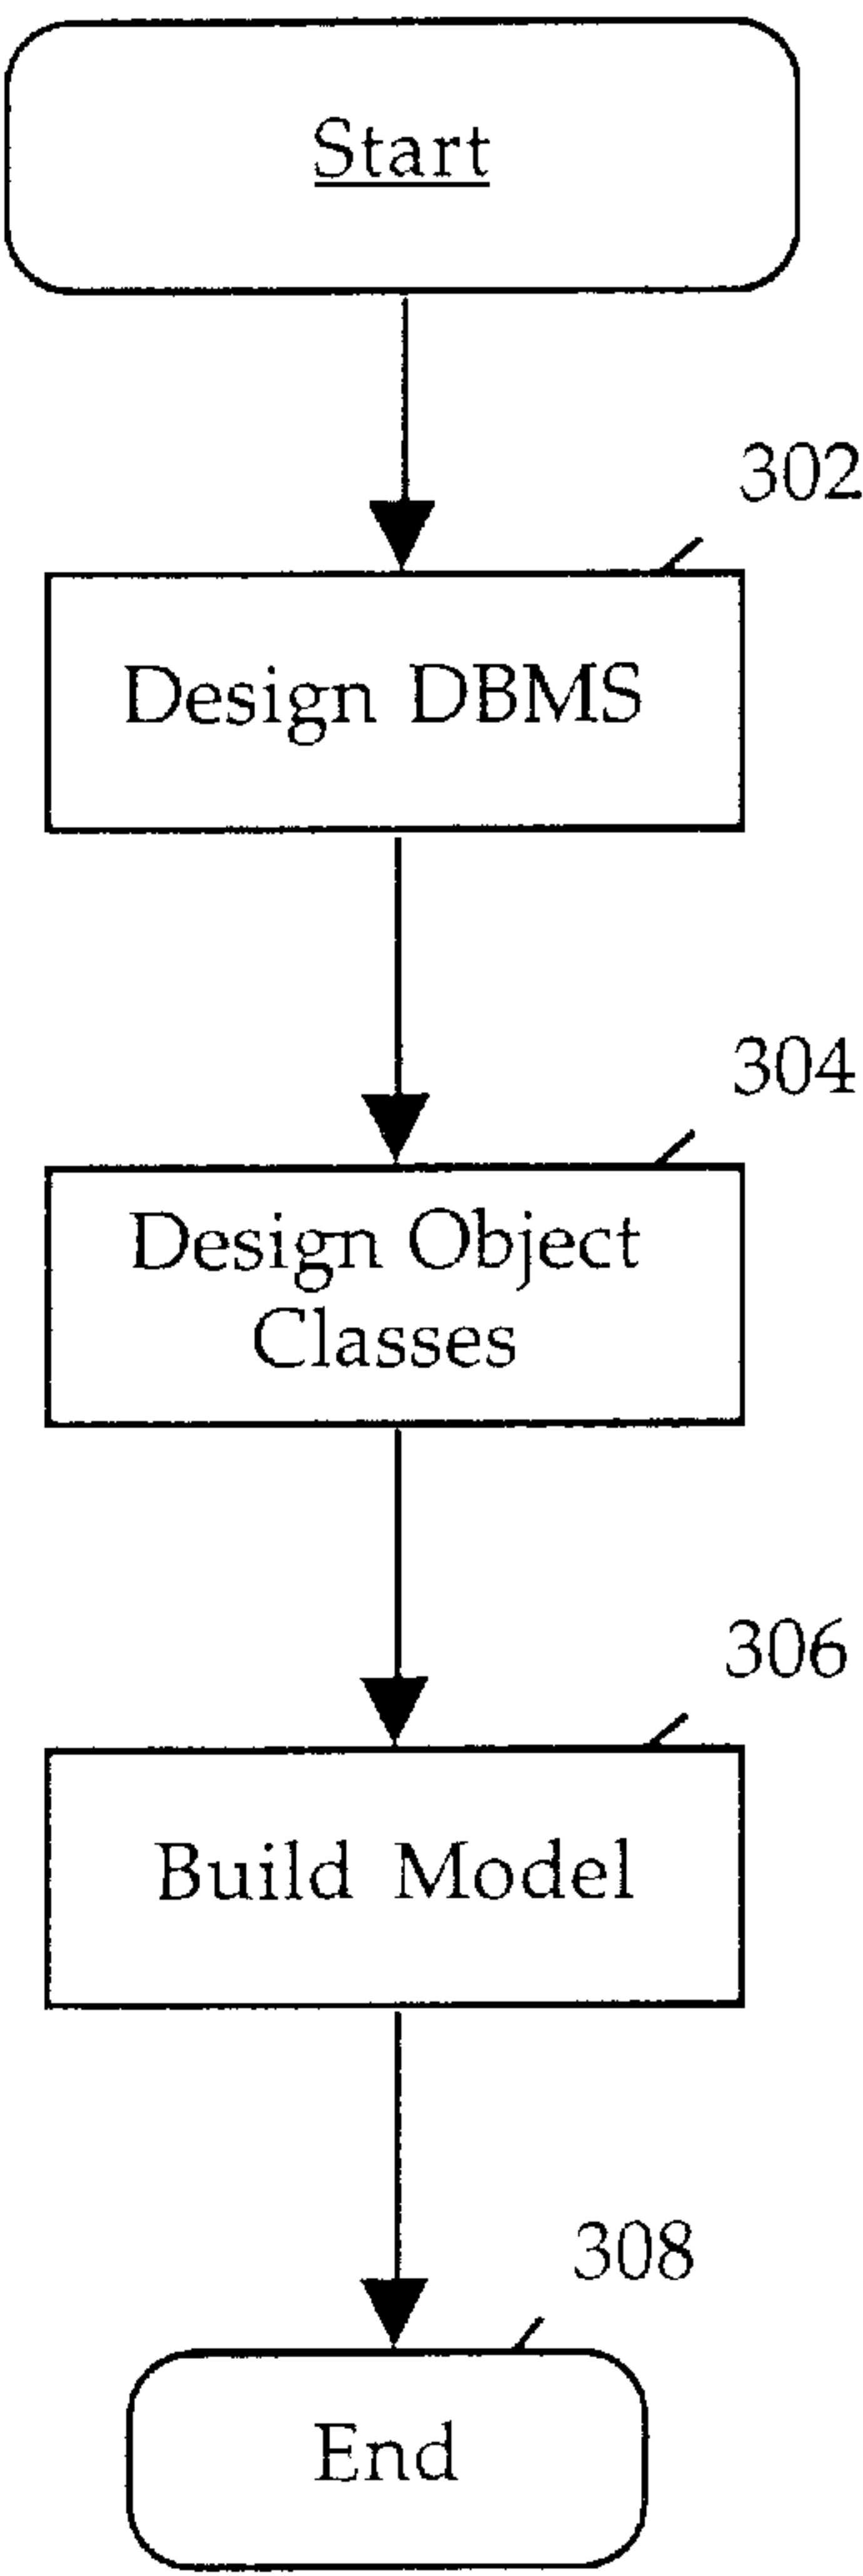 Start
302
Design DBMS
304
Design Object
Classes
306
Build Model
308
End